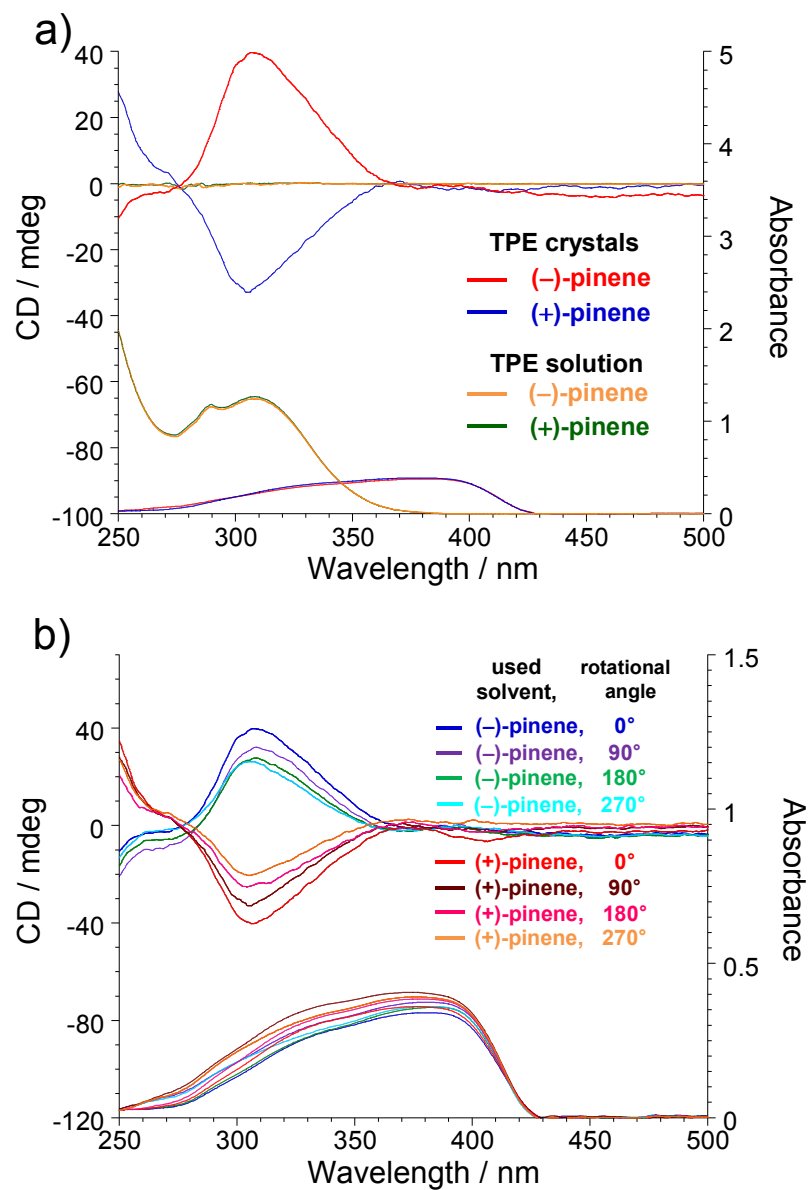 a)
40
20
0
-20
-40
-60
-80
-100
CD / mdeg
5
4
3
2
1
0
Absorbance
TPE crystals
(–)-pinene
(+)-pinene
TPE solution
(–)-pinene
(+)-pinene
250 300 350 400 450 500
Wavelength / nm
b)
40
0
-40
-80
-120
CD / mdeg
1.5
1
0.5
0
Absorbance
used rotational
solvent, angle
(–)-pinene, 0°
(–)-pinene, 90°
(–)-pinene, 180°
(–)-pinene, 270°
(+)-pinene, 0°
(+)-pinene, 90°
(+)-pinene, 180°
(+)-pinene, 270°
250 300 350 400 450 500
Wavelength / nm